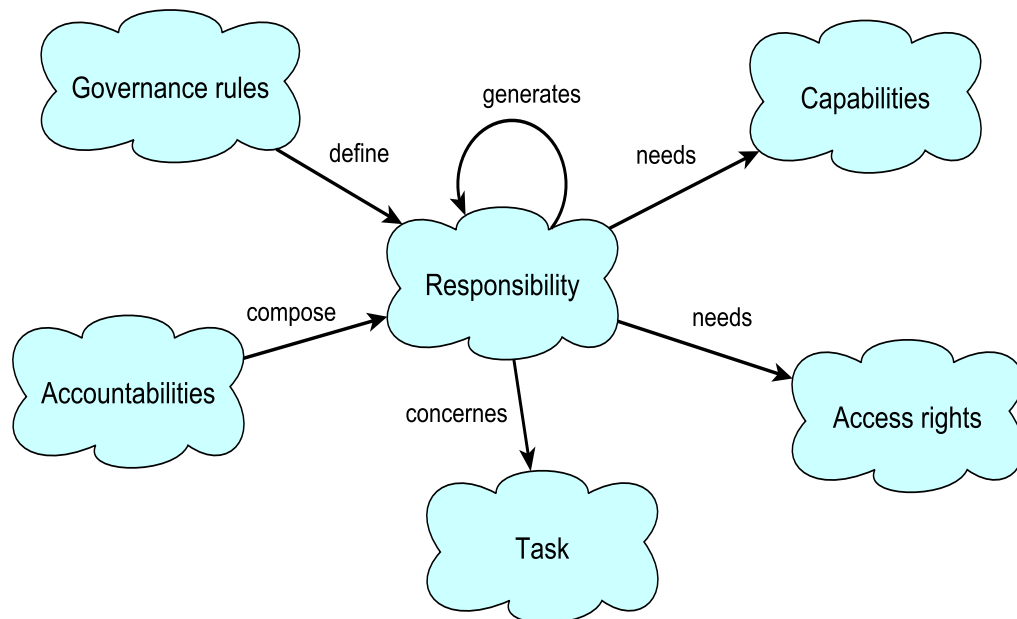 Governance rules
generates
Capabilities
define
needs
Responsibility
compose
needs
Accountabilities
concernes
Access rights
Task